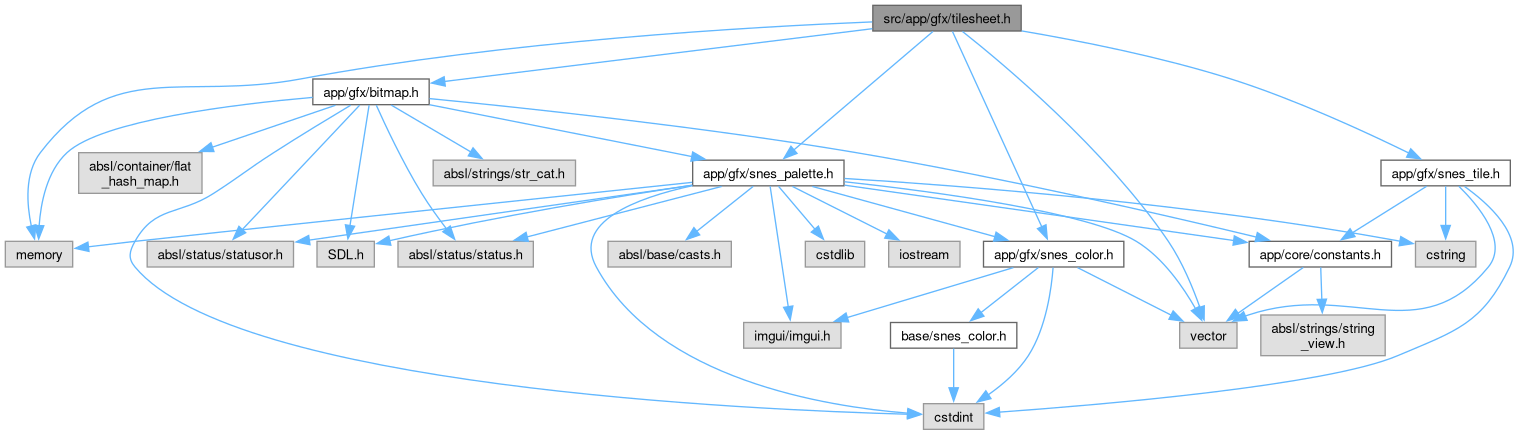 src/app/gfx/tilesheet.h
app/gfx/bitmap.h
absl/container/flat
_hash_map.h
absl/strings/str_cat.h
app/gfx/snes_palette.h
app/gfx/snes_tile.h
memory
absl/status/statusor.h
SDL.h
absl/status/status.h
absl/base/casts.h
cstdlib
iostream
app/gfx/snes_color.h
app/core/constants.h
cstring
imgui/imgui.h
base/snes_color.h
vector
absl/strings/string
_view.h
cstdint